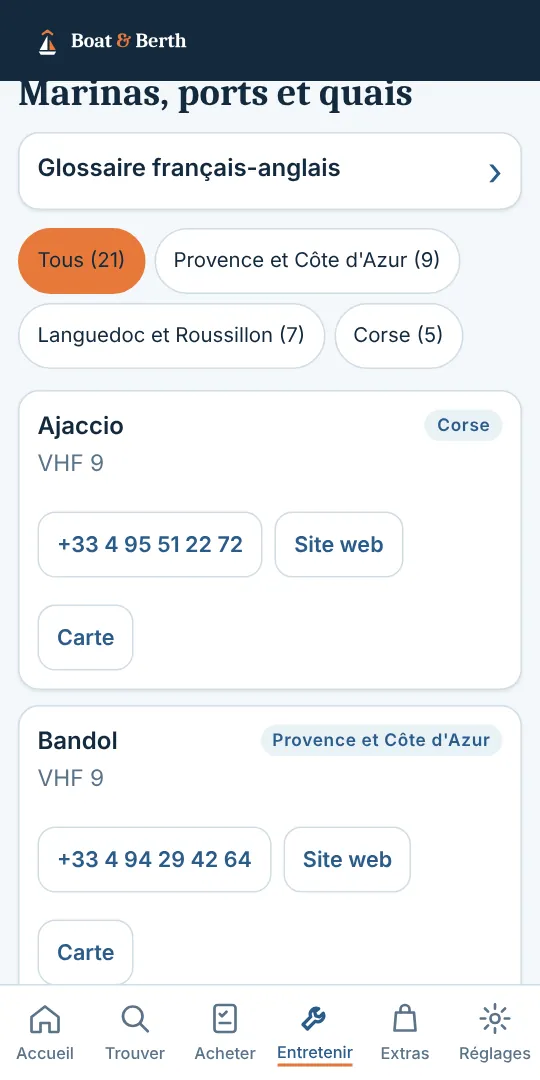 Boat & Berth
Marinas, ports et quais
Glossaire français-anglais
Tous (21)
Provence et Côte d'Azur (9)
Languedoc et Roussillon (7)
Corse (5)
Ajaccio
Corse
VHF 9
+33 4 95 51 22 72
Site web
Carte
Bandol
Provence et Côte d'Azur
VHF 9
+33 4 94 29 42 64
Site web
Carte
Accueil
Trouver
Acheter
Entretenir
Extras
Réglages